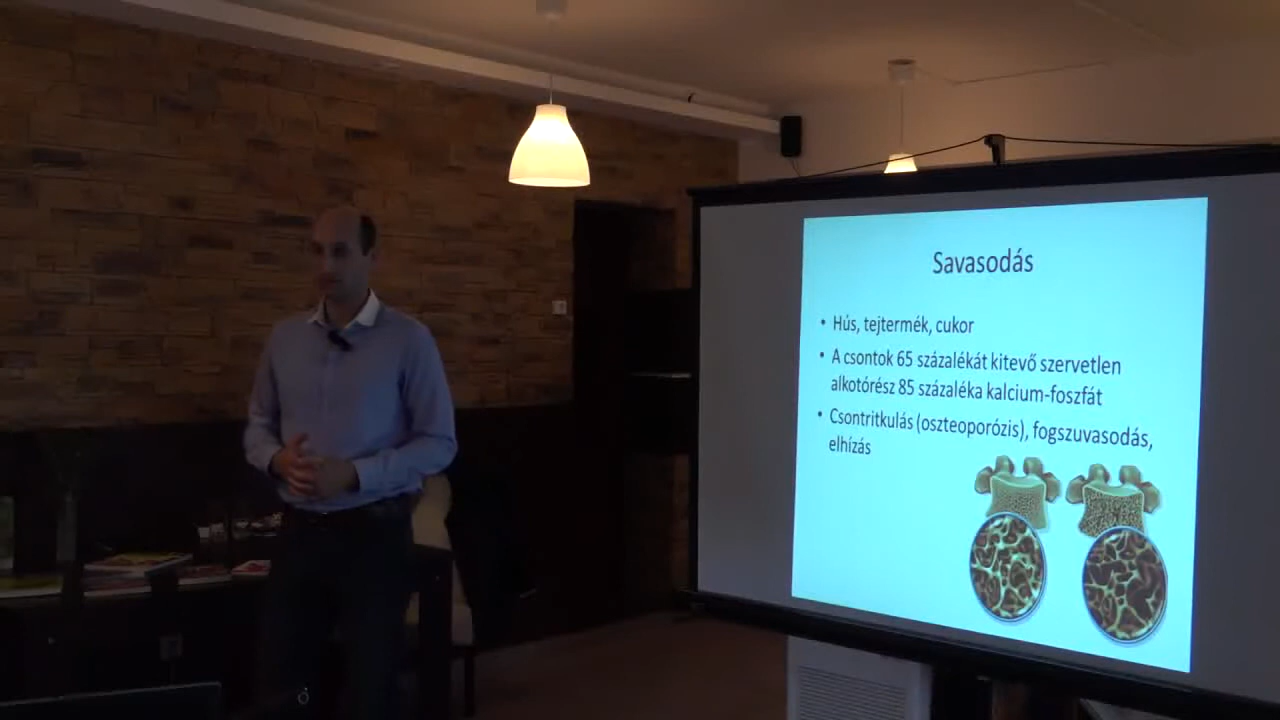 Savasodás
• Hús, tejtermék, cukor
• A csontok 65 százalékát kitevő szervetlen
alkotórész 85 százaléka kalcium-foszfát
• Csontritkulás (oszteoporózis), fogszuvasodás,
elhízás